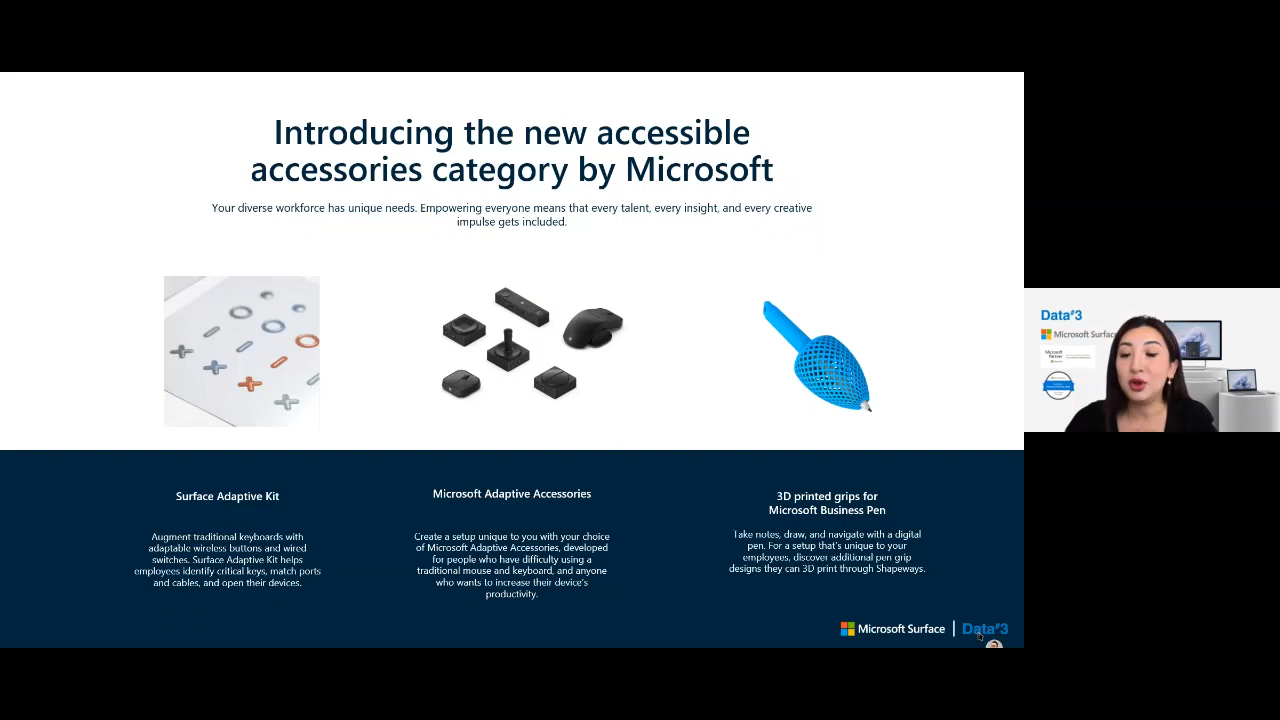 Introducing the new accessible
accessories category by Microsoft
Your diverse workforce has unique needs. Empowering everyone means that every talent, every insight, and every creative
impulse gets included.
Surface Adaptive Kit
Augment traditional keyboards with
adaptable wireless buttons and wired
switches. Surface Adaptive Kit helps
employees identify critical keys, match ports
and cables, and open their devices.
Microsoft Adaptive Accessories
Create a setup unique to you with your choice
of Microsoft Adaptive Accessories, developed
for people who have difficulty using a
traditional mouse and keyboard, and anyone
who wants to increase their device's
productivity.
3D printed grips for
Microsoft Business Pen
Take notes, draw, and navigate with a digital
pen. For a setup that's unique to your
employees, discover additional pen grip
designs they can 3D print through Shapeways.
Microsoft Surface | Data#3
Data#3
Microsoft Surface
Microsoft
Partner